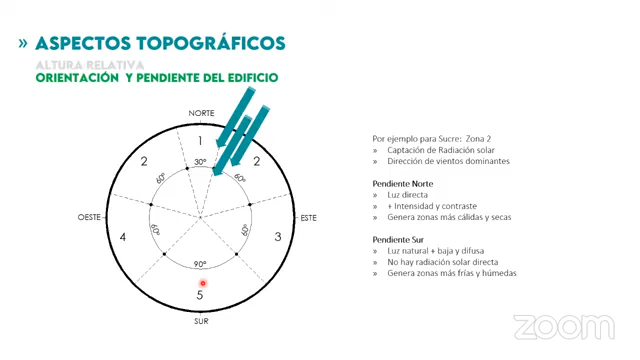 » ASPECTOS TOPOGRÁFICOS
ALTURA RELATIVA
ORIENTACIÓN Y PENDIENTE DEL EDIFICIO
NORTE
1
2
2
30º
60º
60º
OESTE
ESTE
4
60º
60º
3
90º
5
SUR
Por ejemplo para Sucre: Zona 2
» Captación de Radiación solar
» Dirección de vientos dominantes
Pendiente Norte
» Luz directa
» + Intensidad y contraste
» Genera zonas más cálidas y secas
Pendiente Sur
» Luz natural + baja y difusa
» No hay radiación solar directa
» Genera zonas más frías y húmedas
zoom